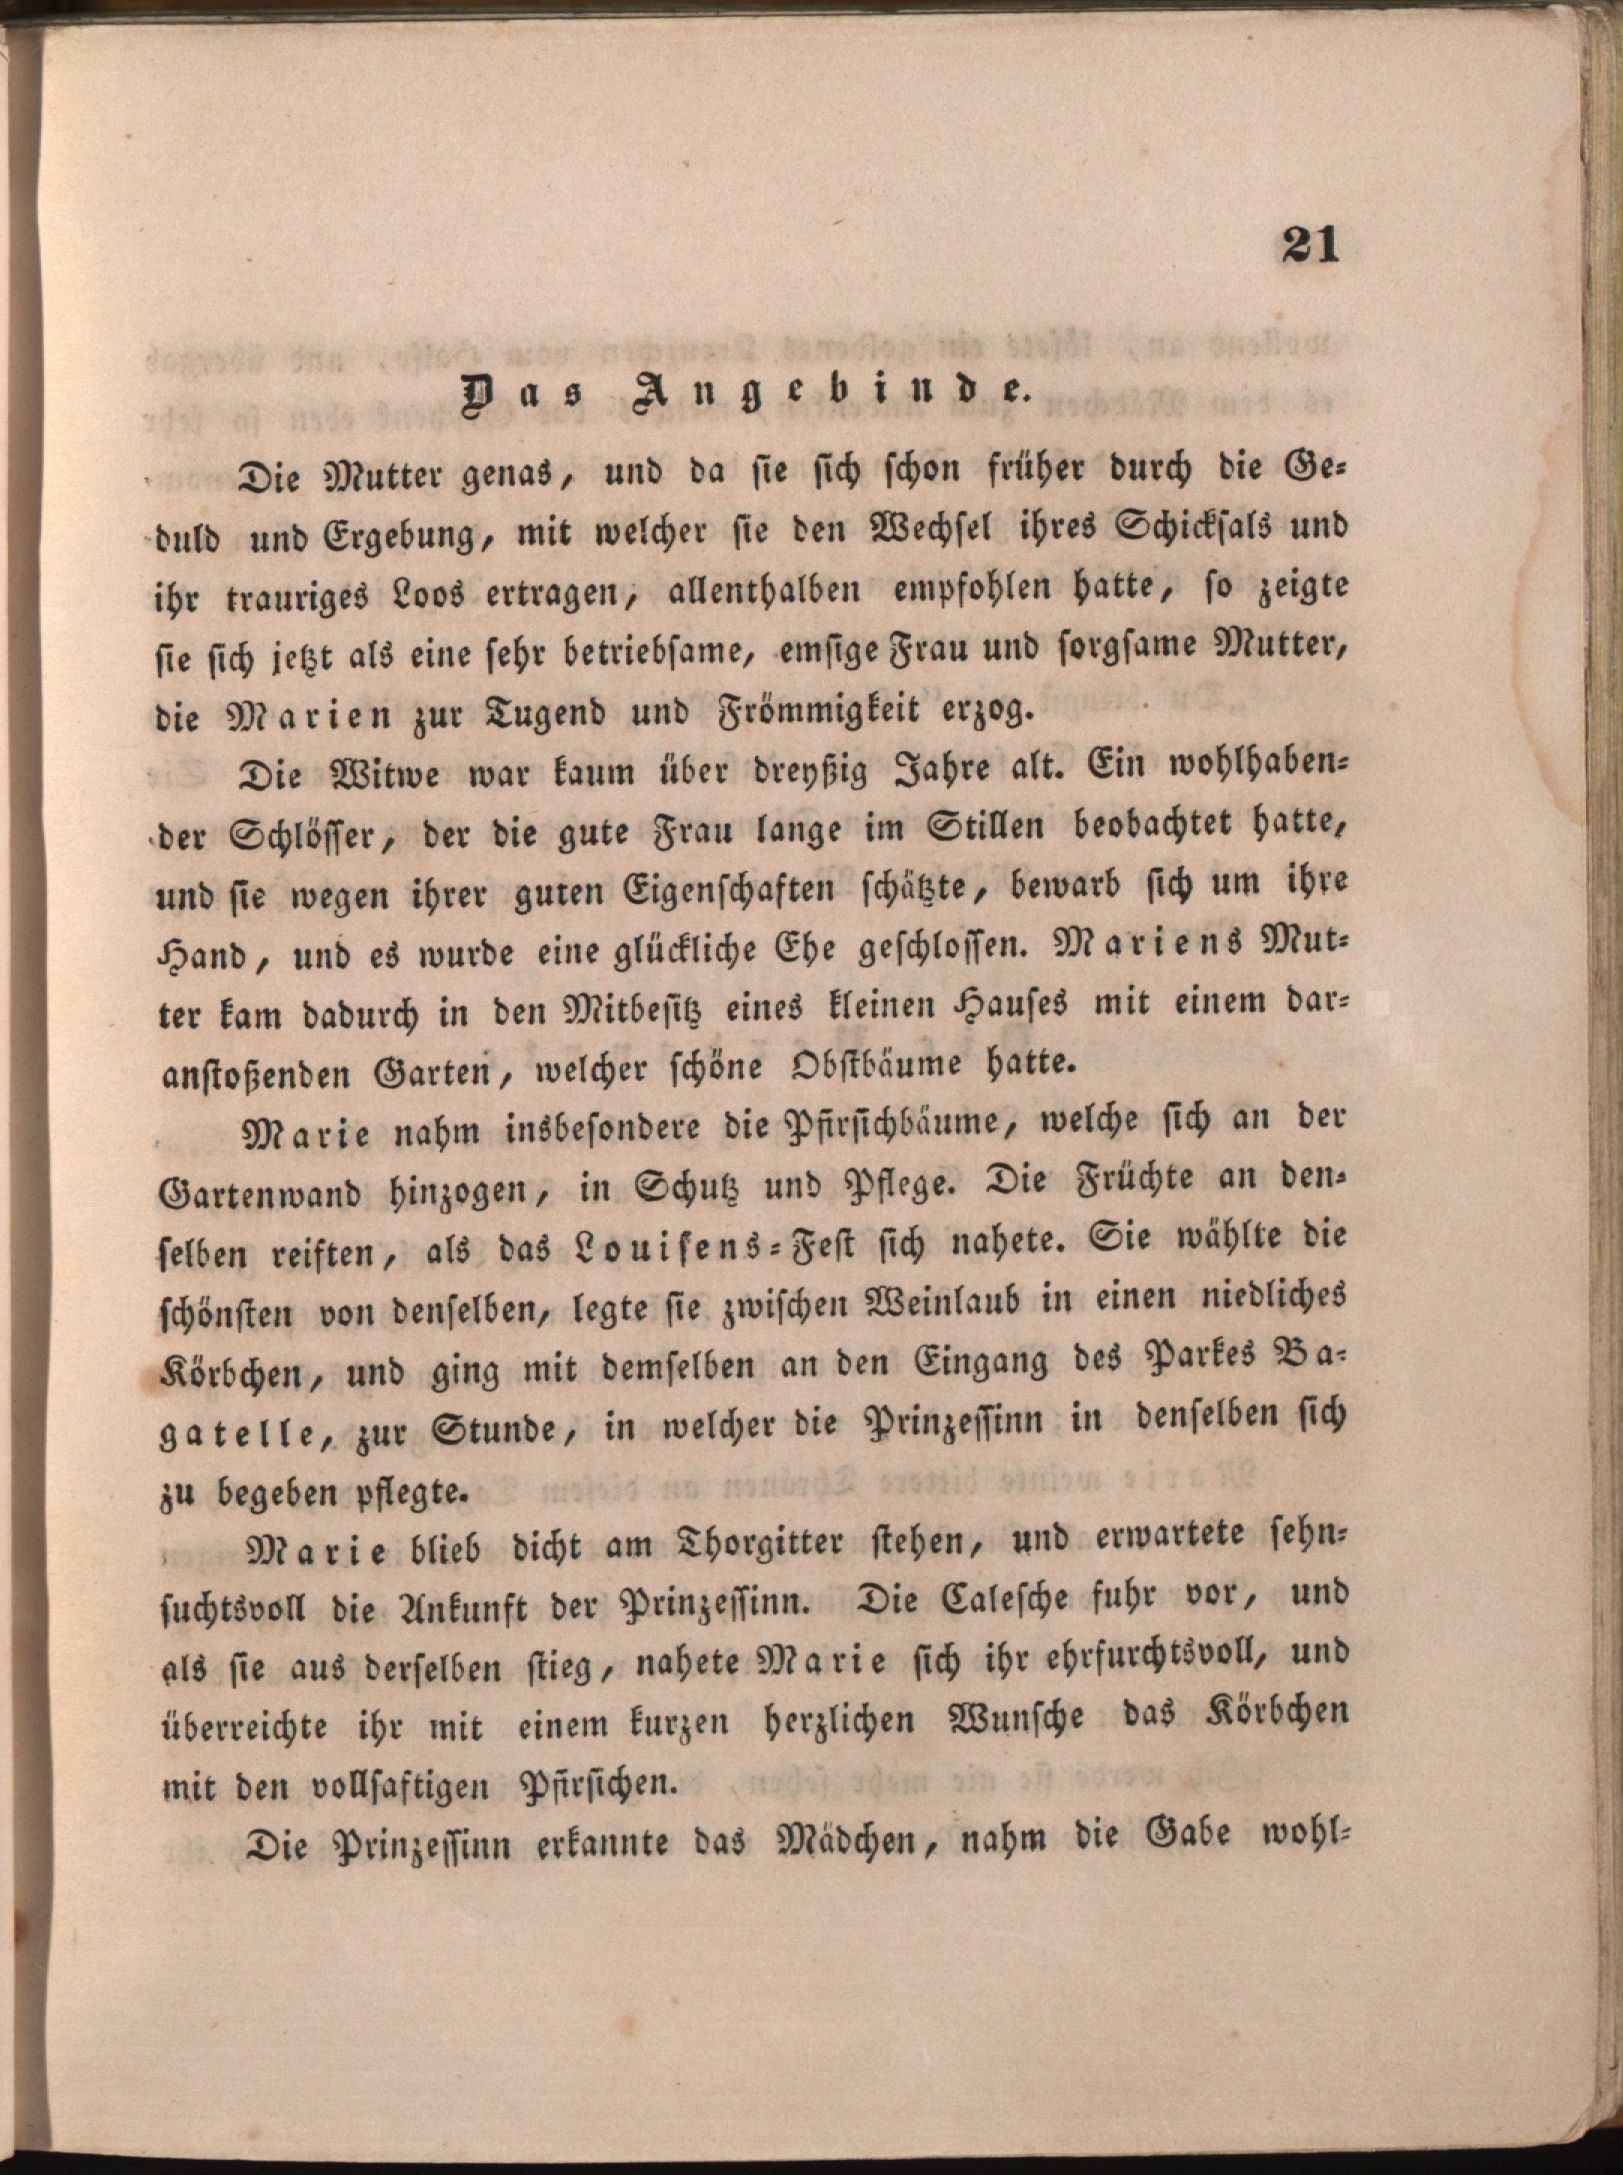 21
Das Angebinde.
Die Mutter genas, und da sie sich schon früher durch die Ge-
duld und Ergebung, mit welcher sie den Wechsel ihres Schicksals und
ihr trauriges Loos ertragen, allenthalben empfohlen hatte, so zeigte
sie sich jetzt als eine sehr betriebsame, emsige Frau und sorgsame Mutter,
die Marien zur Tugend und Frömmigkeit erzog.
Die Witwe war kaum über dreyßig Jahre alt. Ein wohlhaben-
der Schlösser, der die gute Frau lange im Stillen beobachtet hatte,
und sie wegen ihrer guten Eigenschaften schätzte, bewarb sich um ihre
Hand, und es wurde eine glückliche Ehe geschlossen. Mariens Mut-
ter kam dadurch in den Mitbesitz eines kleinen Hauses mit einem dar-
anstoßenden Garten, welcher schöne Obstbäume hatte.
Marie nahm insbesondere die Pfirsichbäume, welche sich an der
Gartenwand hinzogen, in Schutz und Pflege. Die Früchte an den-
selben reiften, als das Louisens-Fest sich nahete. Sie wählte die
schönsten von denselben, legte sie zwischen Weinlaub in einen niedliches
Körbchen, und ging mit demselben an den Eingang des Parkes Ba-
gatelle, zur Stunde, in welcher die Prinzessinn in denselben sich
zu begeben pflegte.
Marie blieb dicht am Thorgitter stehen, und erwartete sehn-
suchtsvoll die Ankunft der Prinzessinn. Die Calesche fuhr vor, und
als sie aus derselben stieg, nahete Marie sich ihr ehrfurchtsvoll, und
überreichte ihr mit einem kurzen herzlichen Wunsche das Körbchen
mit den vollsaftigen Pfirsichen.
Die Prinzessinn erkannte das Mädchen, nahm die Gabe wohl-